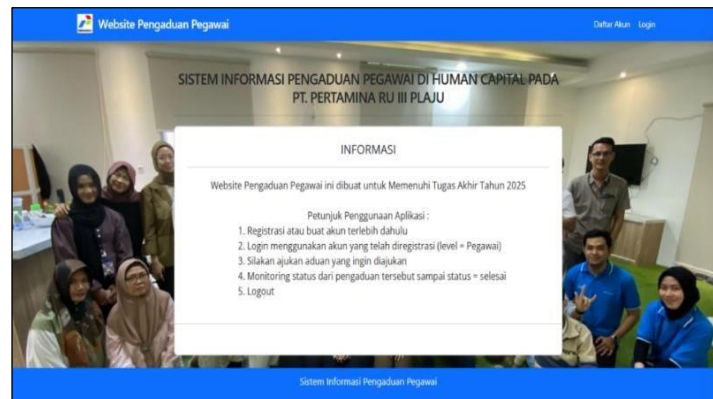 Website Pengaduan Pegawai
Daftar Akun Login
SISTEM INFORMASI PENGADUAN PEGAWAI DI HUMAN CAPITAL PADA
PT. PERTAMINA RU III PLAJU
INFORMASI
Website Pengaduan Pegawai ini dibuat untuk Memenuhi Tugas Akhir Tahun 2025
Petunjuk Penggunaan Aplikasi :
1. Registrasi atau buat akun terlebih dahulu
2. Login menggunakan akun yang telah diregistrasi (level = Pegawai)
3. Silakan ajukan aduan yang ingin diajukan
4. Monitoring status dari pengaduan tersebut sampai status = selesai
5. Logout
Sistem Informasi Pengaduan Pegawai